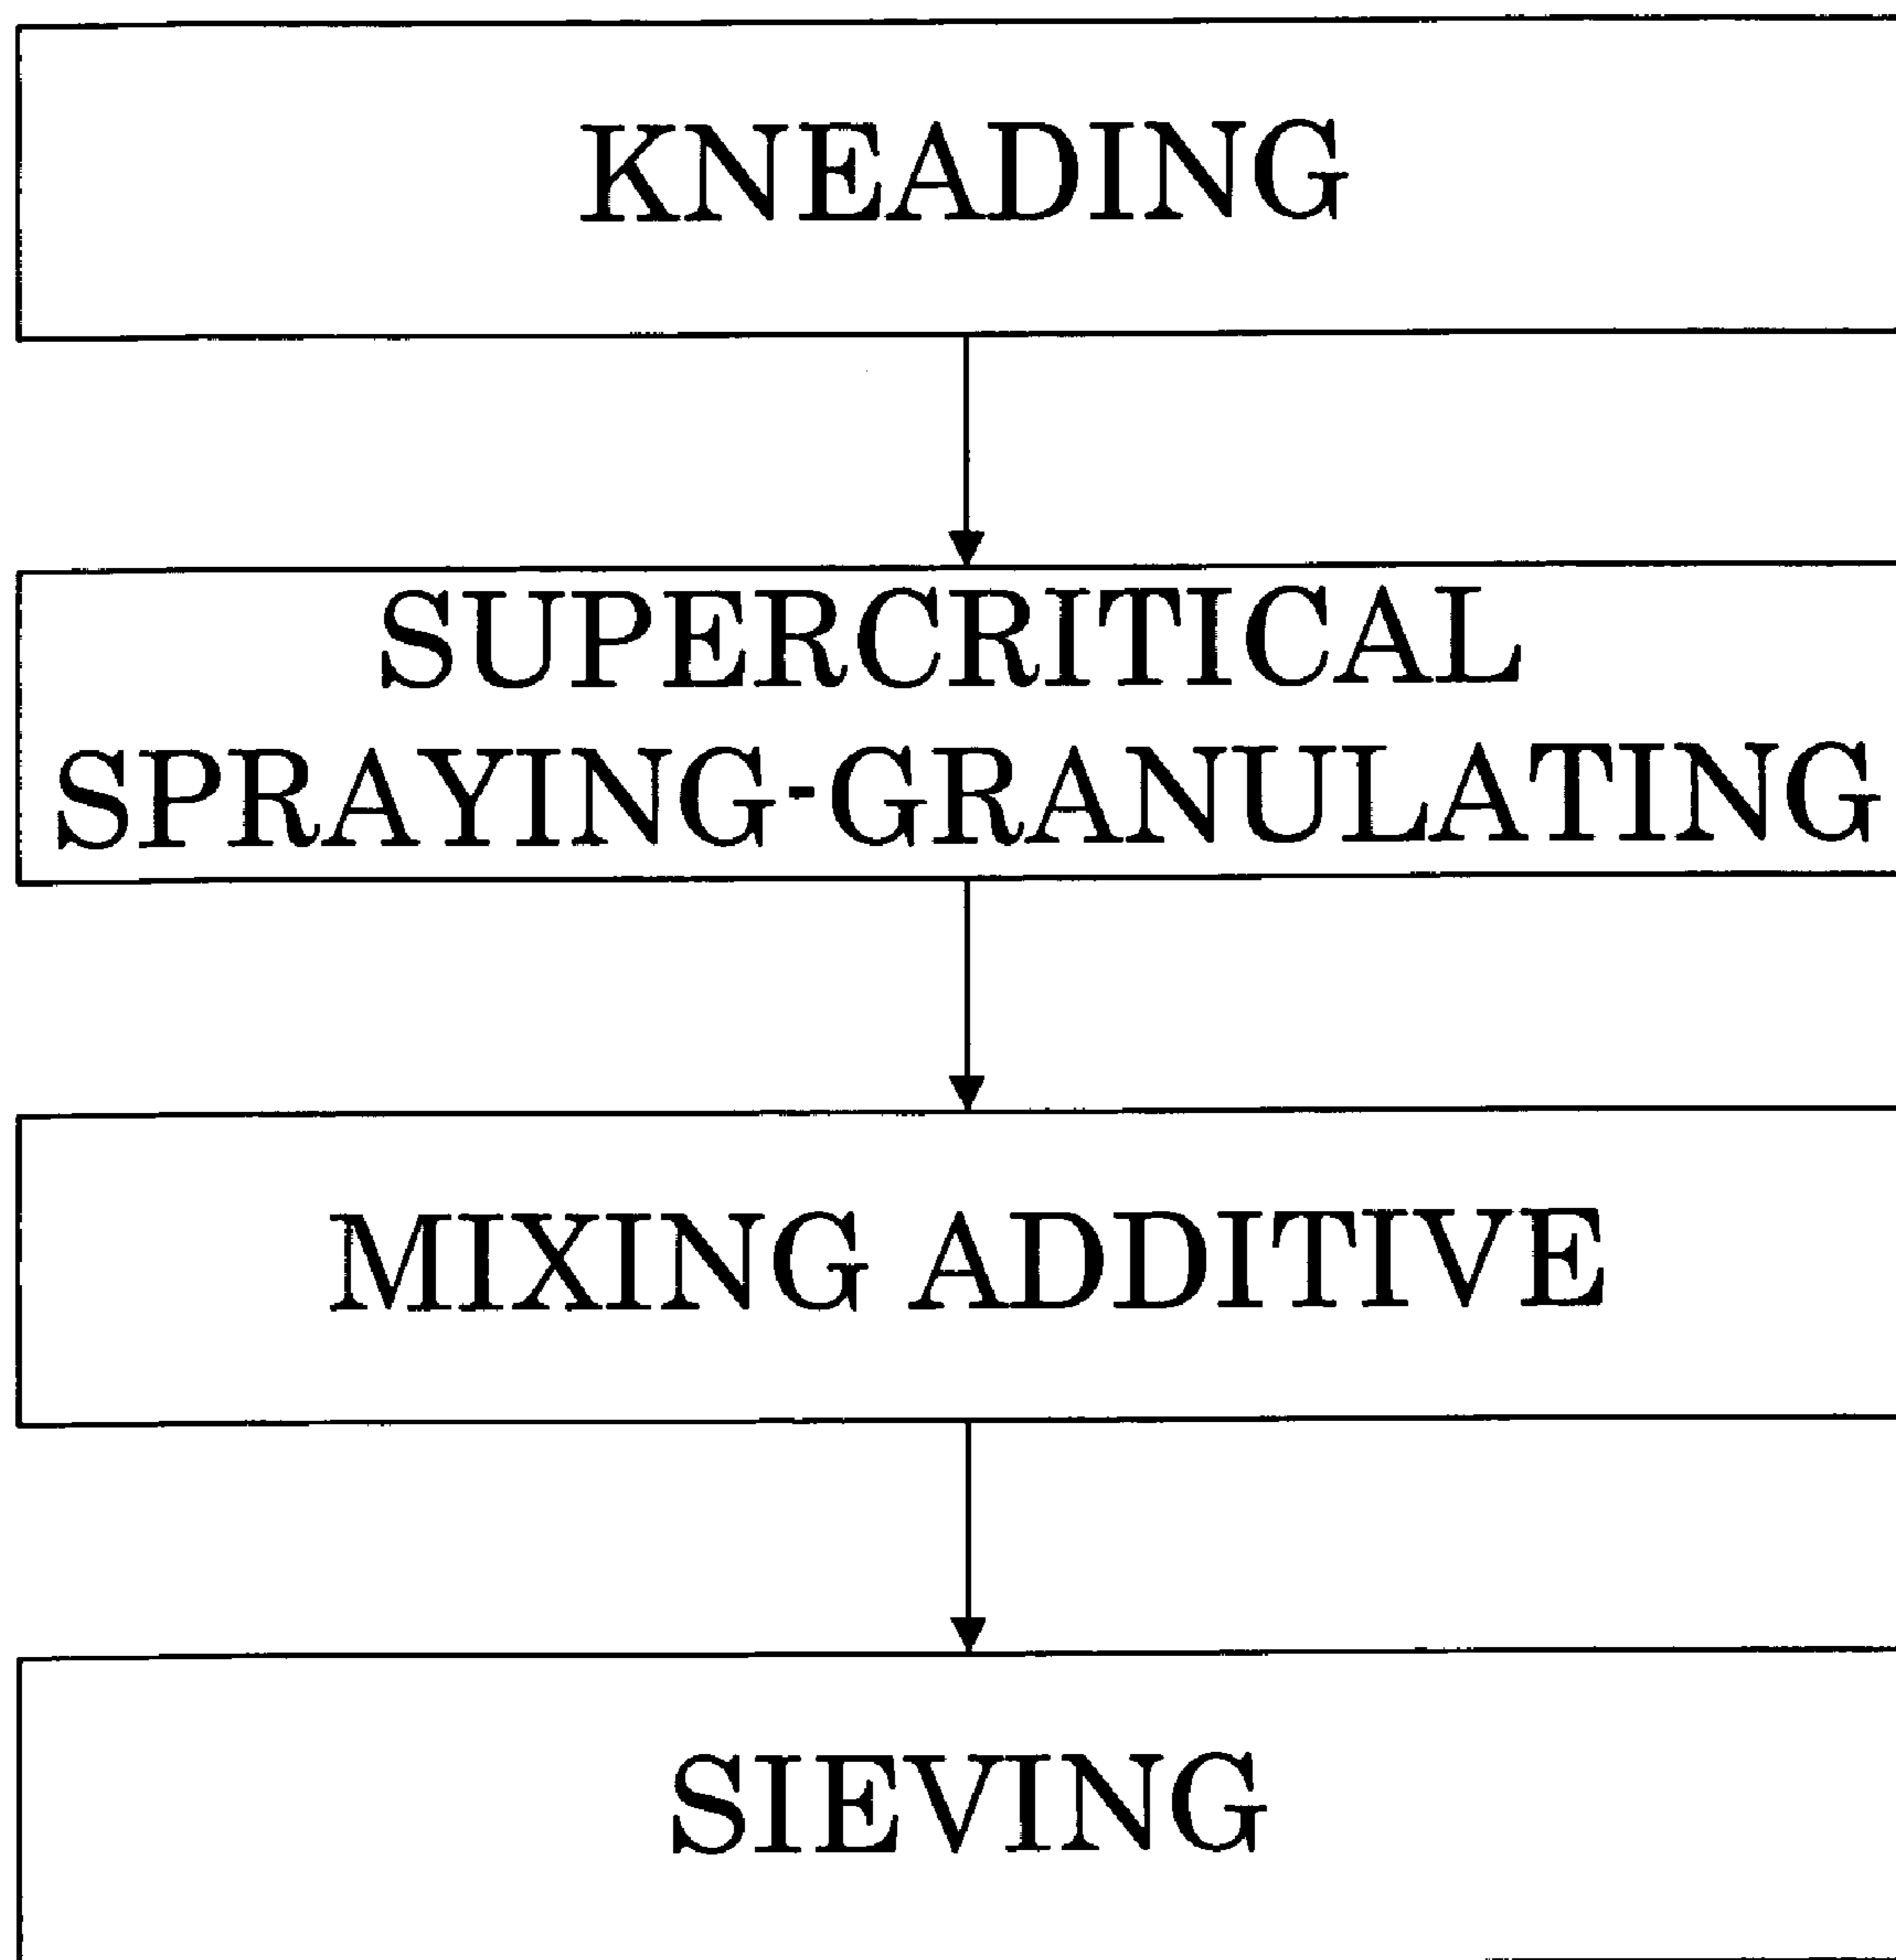 KNEADING
SUPERCRITICAL
SPRAYING-GRANULATING
MIXING ADDITIVE
SIEVING